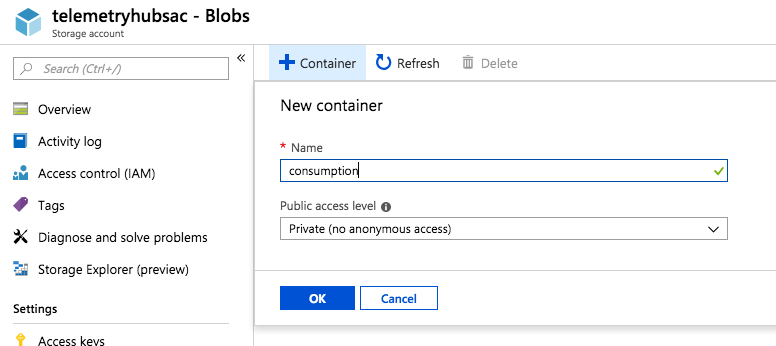 telemetryhubsac - Blobs
Storage account
«
Search (Ctrl+/)
Overview
Activity log
Access control (IAM)
Tags
Diagnose and solve problems
Storage Explorer (preview)
Settings
Access keys
+ Container
Refresh
Delete
New container
* Name
consumption
Public access level
Private (no anonymous access)
OK
Cancel